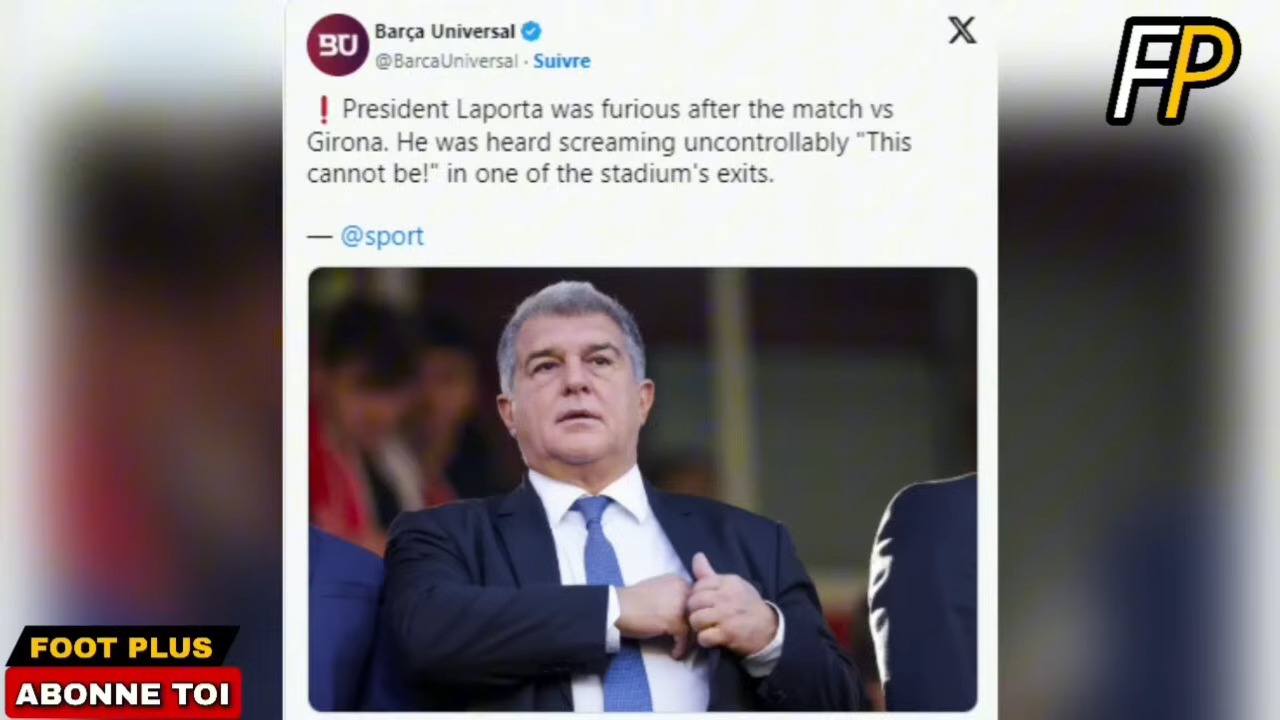 BU
Barça Universal
@BarcaUniversal · Suivre
X
FP
❗ President Laporta was furious after the match vs
Girona. He was heard screaming uncontrollably "This
cannot be!" in one of the stadium's exits.
— @sport
FOOT PLUS
ABONNE TOI